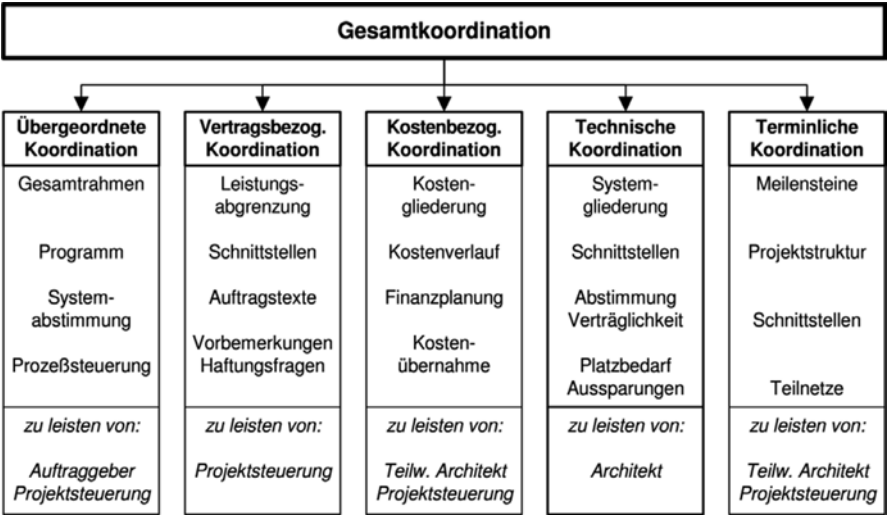 Gesamtkoordination
Übergeordnete
Koordination
Gesamtrahmen
Programm
System-
abstimmung
Prozeßsteuerung
zu leisten von:
Auftraggeber
Projektsteuerung
Vertragsbezog.
Koordination
Leistungs-
abgrenzung
Schnittstellen
Auftragstexte
Vorbemerkungen
Haftungsfragen
zu leisten von:
Projektsteuerung
Kostenbezog.
Koordination
Kosten-
gliederung
Kostenverlauf
Finanzplanung
Kosten-
übernahme
zu leisten von:
Teilw. Architekt
Projektsteuerung
Technische
Koordination
System-
gliederung
Schnittstellen
Abstimmung
Verträglichkeit
Platzbedarf
Aussparungen
zu leisten von:
Architekt
Terminliche
Koordination
Meilensteine
Projektstruktur
Schnittstellen
Teilnetze
zu leisten von:
Teilw. Architekt
Projektsteuerung